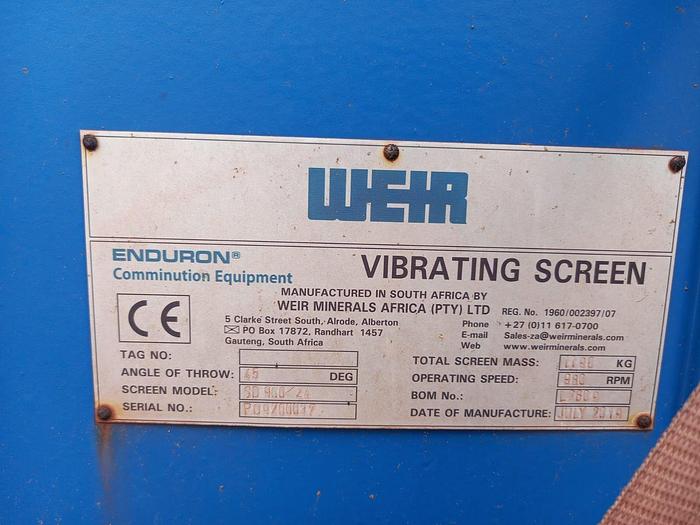 WEIR
ENDURON®
Comminution Equipment
VIBRATING SCREEN
MANUFACTURED IN SOUTH AFRICA BY
WEIR MINERALS AFRICA (PTY) LTD
REG. No. 1960/002397/07
5 Clarke Street South, Alrode, Alberton
PO Box 17872, Randhart 1457
Gauteng, South Africa
Phone +27 (0)11 617-0700
E-mail Sales-za@weirminerals.com
Web www.weirminerals.com
CE
TAG NO:
ANGLE OF THROW: 45 DEG
SCREEN MODEL:
SERIAL NO.:
TOTAL SCREEN MASS: KG
OPERATING SPEED: RPM
BOM No.:
DATE OF MANUFACTURE: JULY